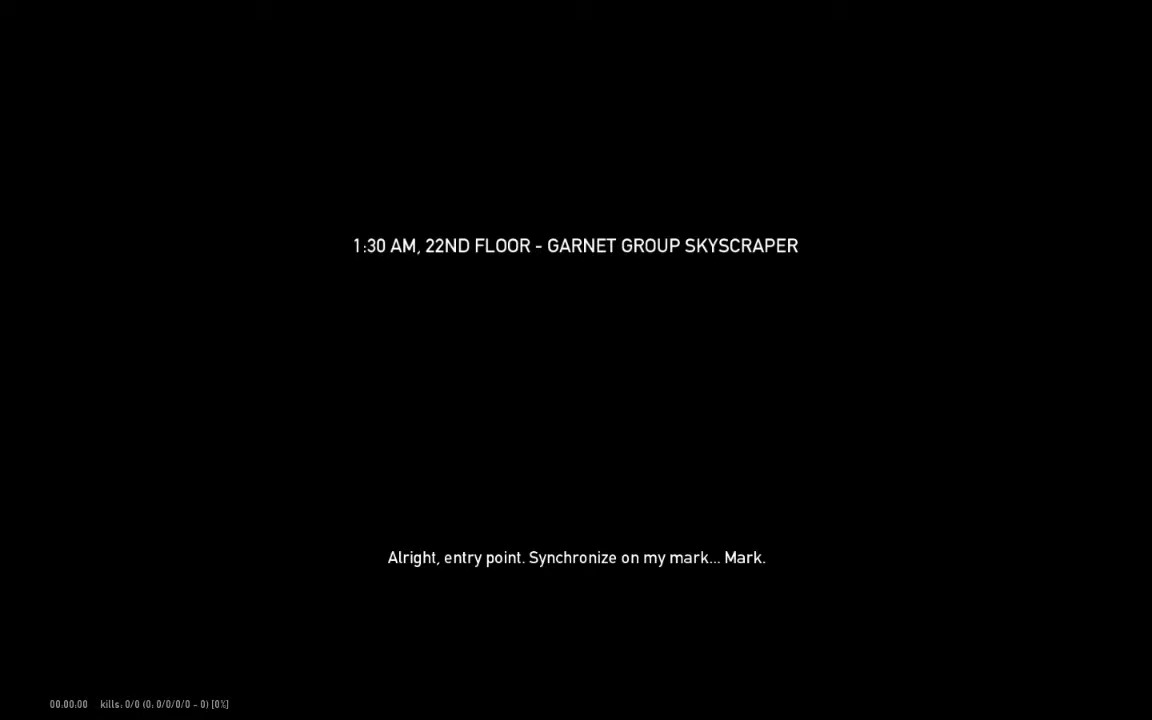 1:30 AM, 22ND FLOOR - GARNET GROUP SKYSCRAPER
Alright, entry point. Synchronize on my mark... Mark.
00:00:00 kills: 0/0 (0: 0/0/0/0 - 0) [0%]